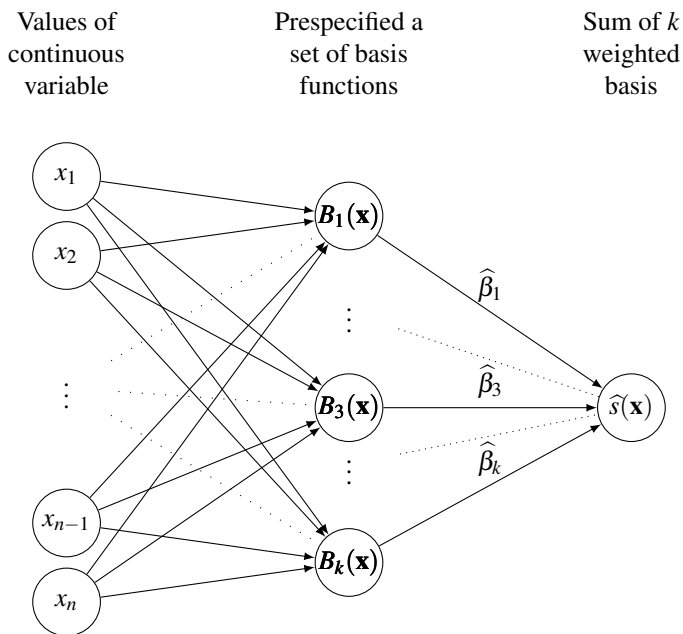 Values of
continuous
variable
Prespecified a
set of basis
functions
Sum of k
weighted
basis
x₁
x₂
⋮
xₙ₋₁
xₙ
B₁(x)
⋮
B₃(x)
⋮
Bₖ(x)
β̂₁
β̂₃
β̂ₖ
ŝ(x)